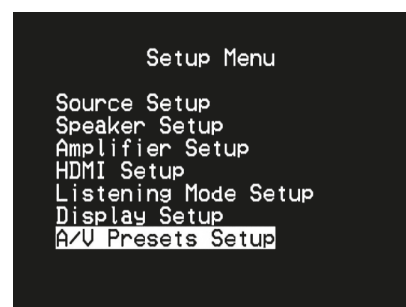 Setup Menu
Source Setup
Speaker Setup
Amplifier Setup
HDMI Setup
Listening Mode Setup
Display Setup
A/V Presets Setup